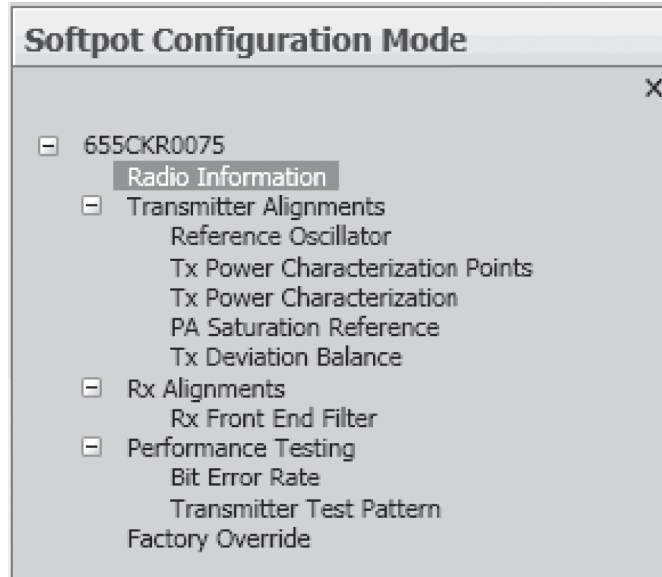 Softpot Configuration Mode
X
655CKR0075
Radio Information
Transmitter Alignments
Reference Oscillator
Tx Power Characterization Points
Tx Power Characterization
PA Saturation Reference
Tx Deviation Balance
Rx Alignments
Rx Front End Filter
Performance Testing
Bit Error Rate
Transmitter Test Pattern
Factory Override